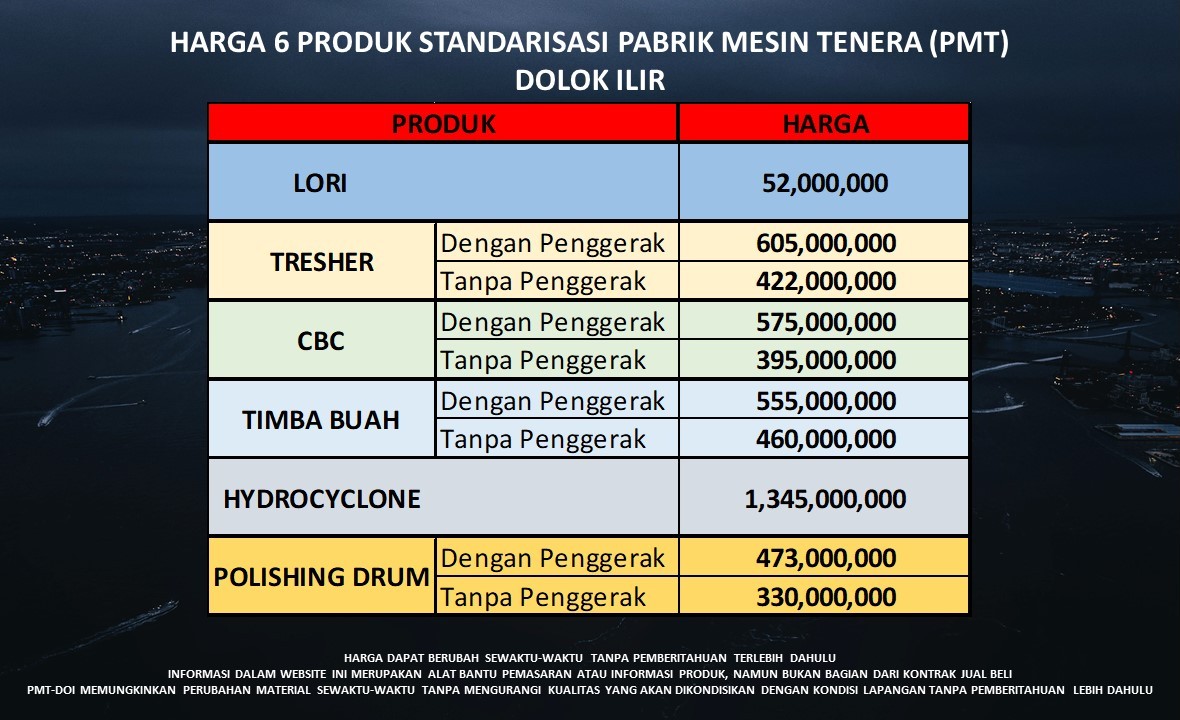 HARGA 6 PRODUK STANDARISASI PABRIK MESIN TENERA (PMT)
DOLOK ILIR
PRODUK HARGA
LORI 52,000,000
TRESHER
Dengan Penggerak 605,000,000
Tanpa Penggerak 422,000,000
CBC
Dengan Penggerak 575,000,000
Tanpa Penggerak 395,000,000
TIMBA BUAH
Dengan Penggerak 555,000,000
Tanpa Penggerak 460,000,000
HYDROCYCLONE 1,345,000,000
POLISHING DRUM
Dengan Penggerak 473,000,000
Tanpa Penggerak 330,000,000
HARGA DAPAT BERUBAH SEWAKTU-WAKTU TANPA PEMBERITAHUAN TERLEBIH DAHULU
INFORMASI DALAM WEBSITE INI MERUPAKAN ALAT BANTU PEMASARAN ATAU INFORMASI PRODUK, NAMUN BUKAN BAGIAN DARI KONTRAK JUAL BELI
PMT-DOI MEMUNGKINKAN PERUBAHAN MATERIAL SEWAKTU-WAKTU TANPA MENGURANGI KUALITAS YANG AKAN DIKONDISIKAN DENGAN KONDISI LAPANGAN TANPA PEMBERITAHUAN LEBIH DAHULU